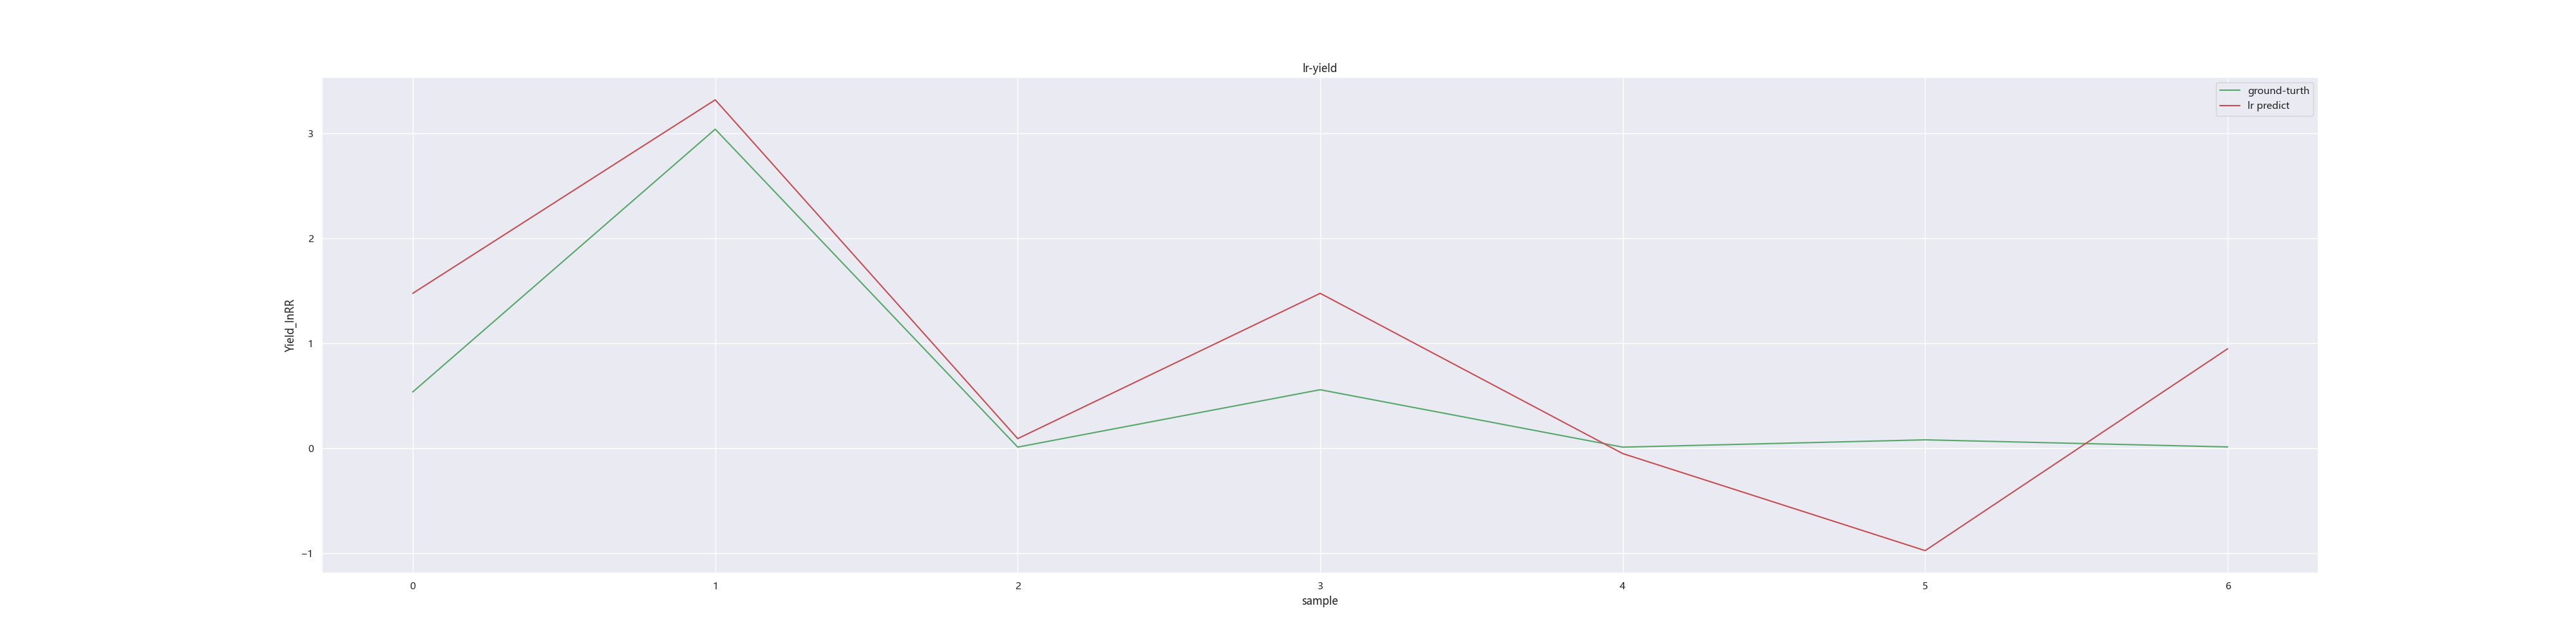 lr-yield
ground-turth
lr predict
3
2
1
0
−1
Yield_lnRR
0 1 2 3 4 5 6
sample